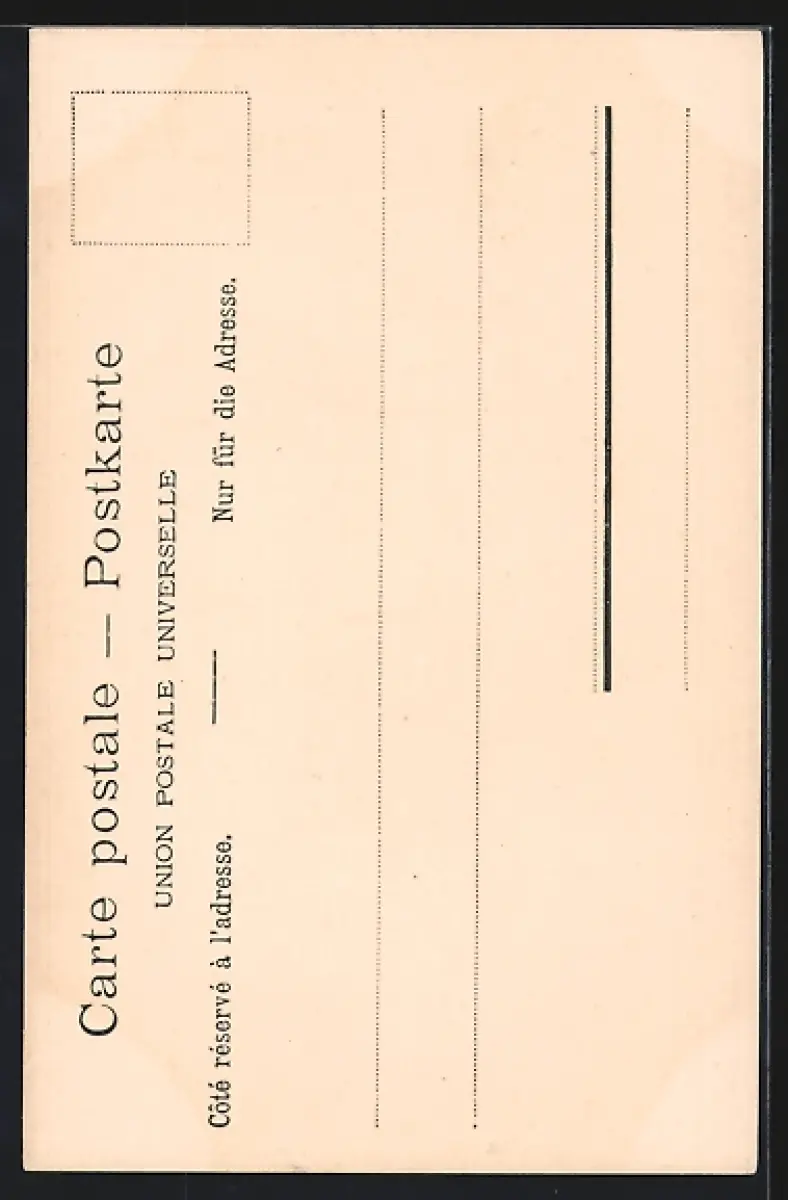 Carte postale — Postkarte
UNION POSTALE UNIVERSELLE
Côté réservé à l'adresse. — Nur für die Adresse.